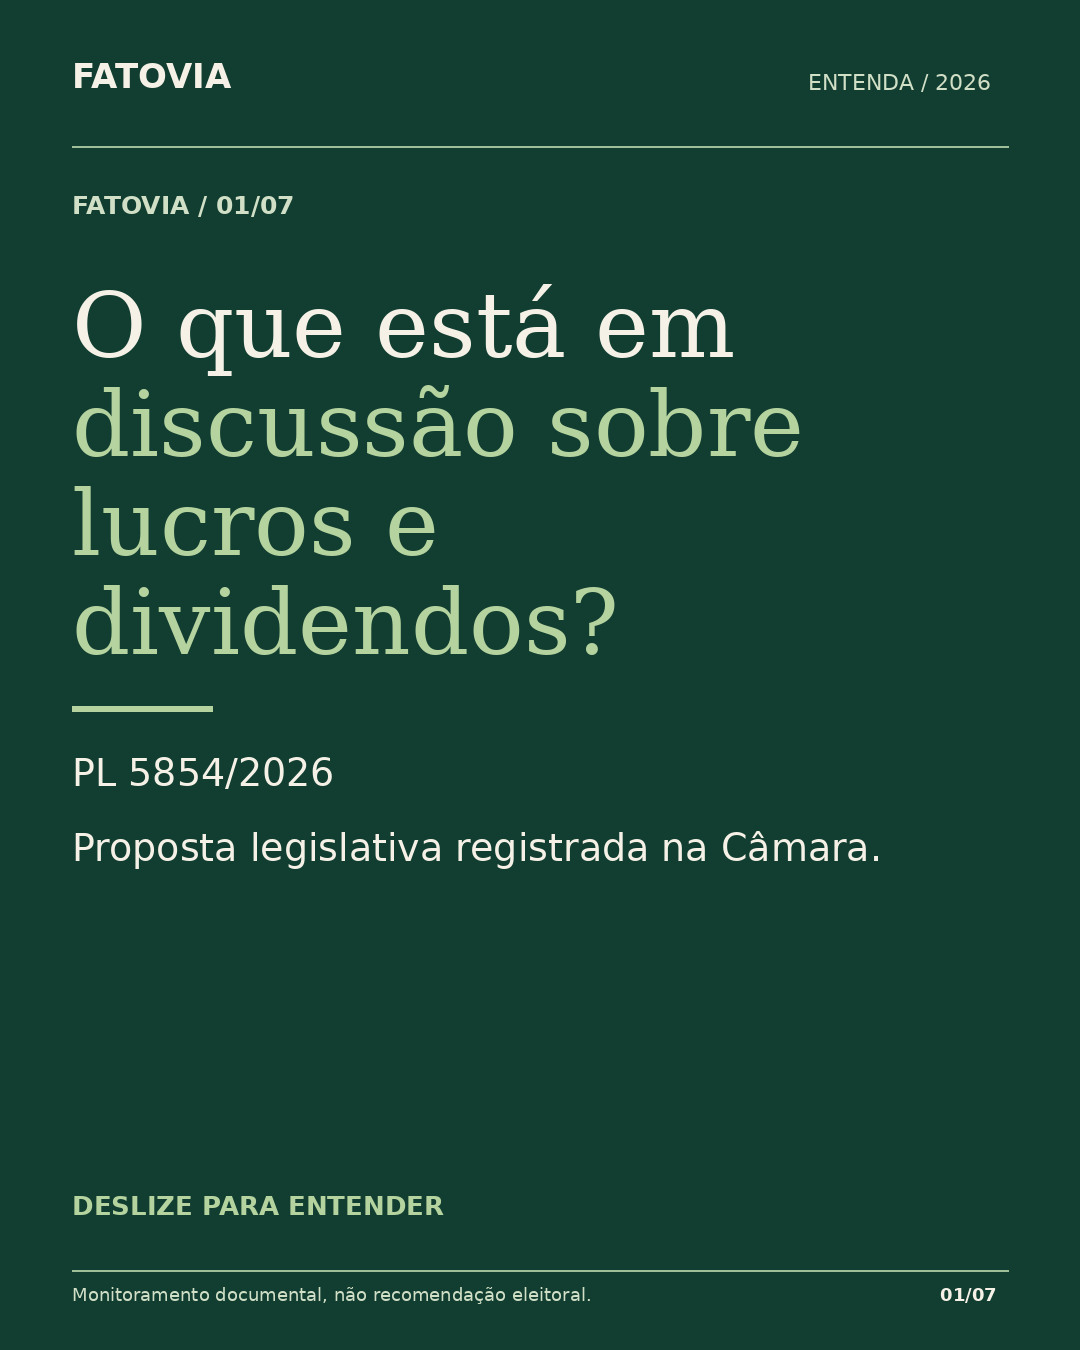 FATOVIA
ENTENDA / 2026
FATOVIA / 01/07
O que está em
discussão sobre
lucros e
dividendos?
PL 5854/2026
Proposta legislativa registrada na Câmara.
DESLIZE PARA ENTENDER
Monitoramento documental, não recomendação eleitoral.
01/07